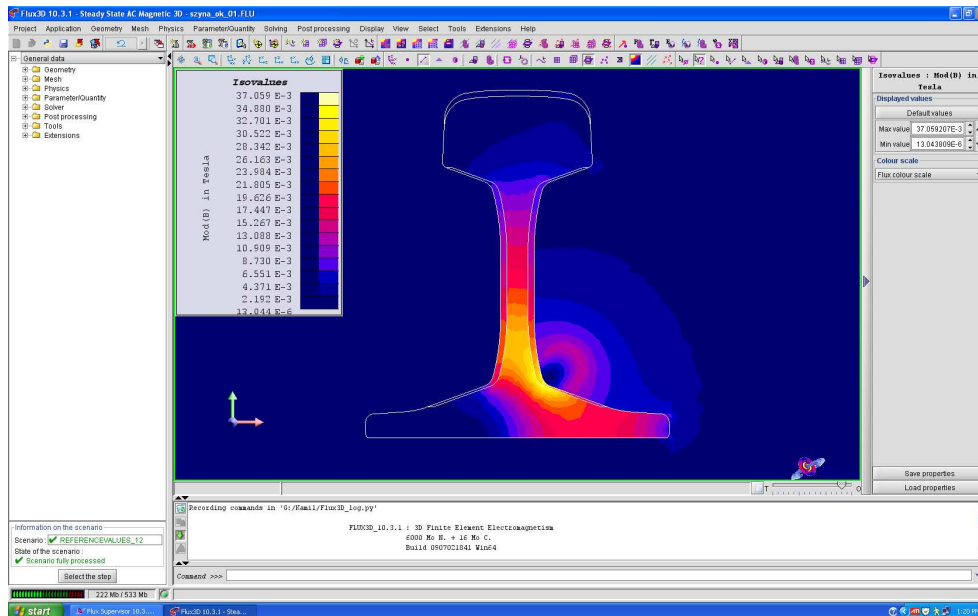 Flux3D 10.3.1 - Steady State AC Magnetic 3D - szyna_ok_01.FLU
Project Application Geometry Mesh Physics Parameter/Quantity Solving Post processing Display View Select Tools Extensions Help
General data
Geometry
Mesh
Physics
Parameter/Quantity
Solver
Post processing
Tools
Extensions
Isovalues
37.059 E-3
34.880 E-3
32.701 E-3
30.522 E-3
28.342 E-3
26.163 E-3
23.984 E-3
21.805 E-3
19.626 E-3
17.447 E-3
15.267 E-3
13.088 E-3
10.909 E-3
8.730 E-3
6.551 E-3
4.371 E-3
2.192 E-3
13.044 E-6
Mod(B) in Tesla
Isovalues : Mod(B) in
Tesla
Displayed values
Default values
Max value 37.059207E-3
Min value 13.043809E-6
Colour scale
Flux colour scale
Save properties
Load properties
T
O
Recording commands in 'G:/Kamil/Flux3D_log.py'
FLUX3D_10.3.1 : 3D Finite Element Electromagnetism
6000 Mo N. + 16 Mo C.
Build 0907021841 Win64
Command >>>
Information on the scenario
Scenario : REFERENCEVALUES_12
State of the scenario :
Scenario fully processed
Select the step
222 Mb / 533 Mb
start
Flux Supervisor 10.3....
Flux3D 10.3.1 - Stea...
1:20 PM